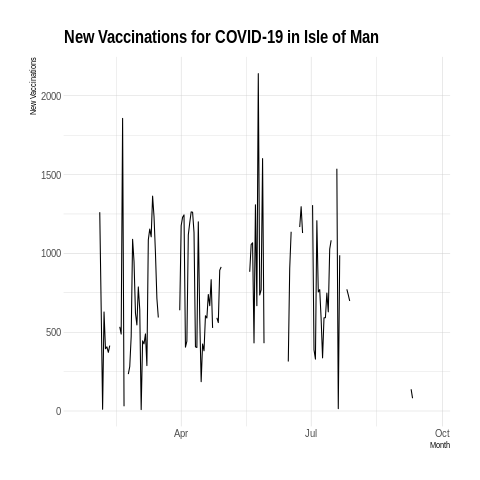 New Vaccinations for COVID-19 in Isle of Man
New Vaccinations
2000
1500
1000
500
0
Apr
Jul
Oct
Month